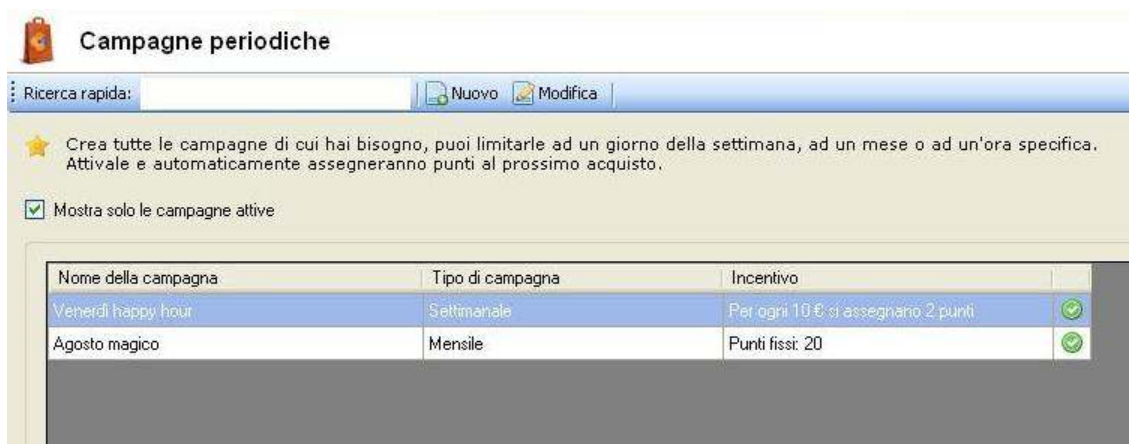 Campagne periodiche
Ricerca rapida: Nuovo Modifica
Crea tutte le campagne di cui hai bisogno, puoi limitarle ad un giorno della settimana, ad un mese o ad un'ora specifica.
Attivale e automaticamente assegneranno punti al prossimo acquisto.
Mostra solo le campagne attive
Nome della campagna Tipo di campagna Incentivo
Venerdì happy hour Settimanale Per ogni 10 € si assegnano 2 punti
Agosto magico Mensile Punti fissi: 20